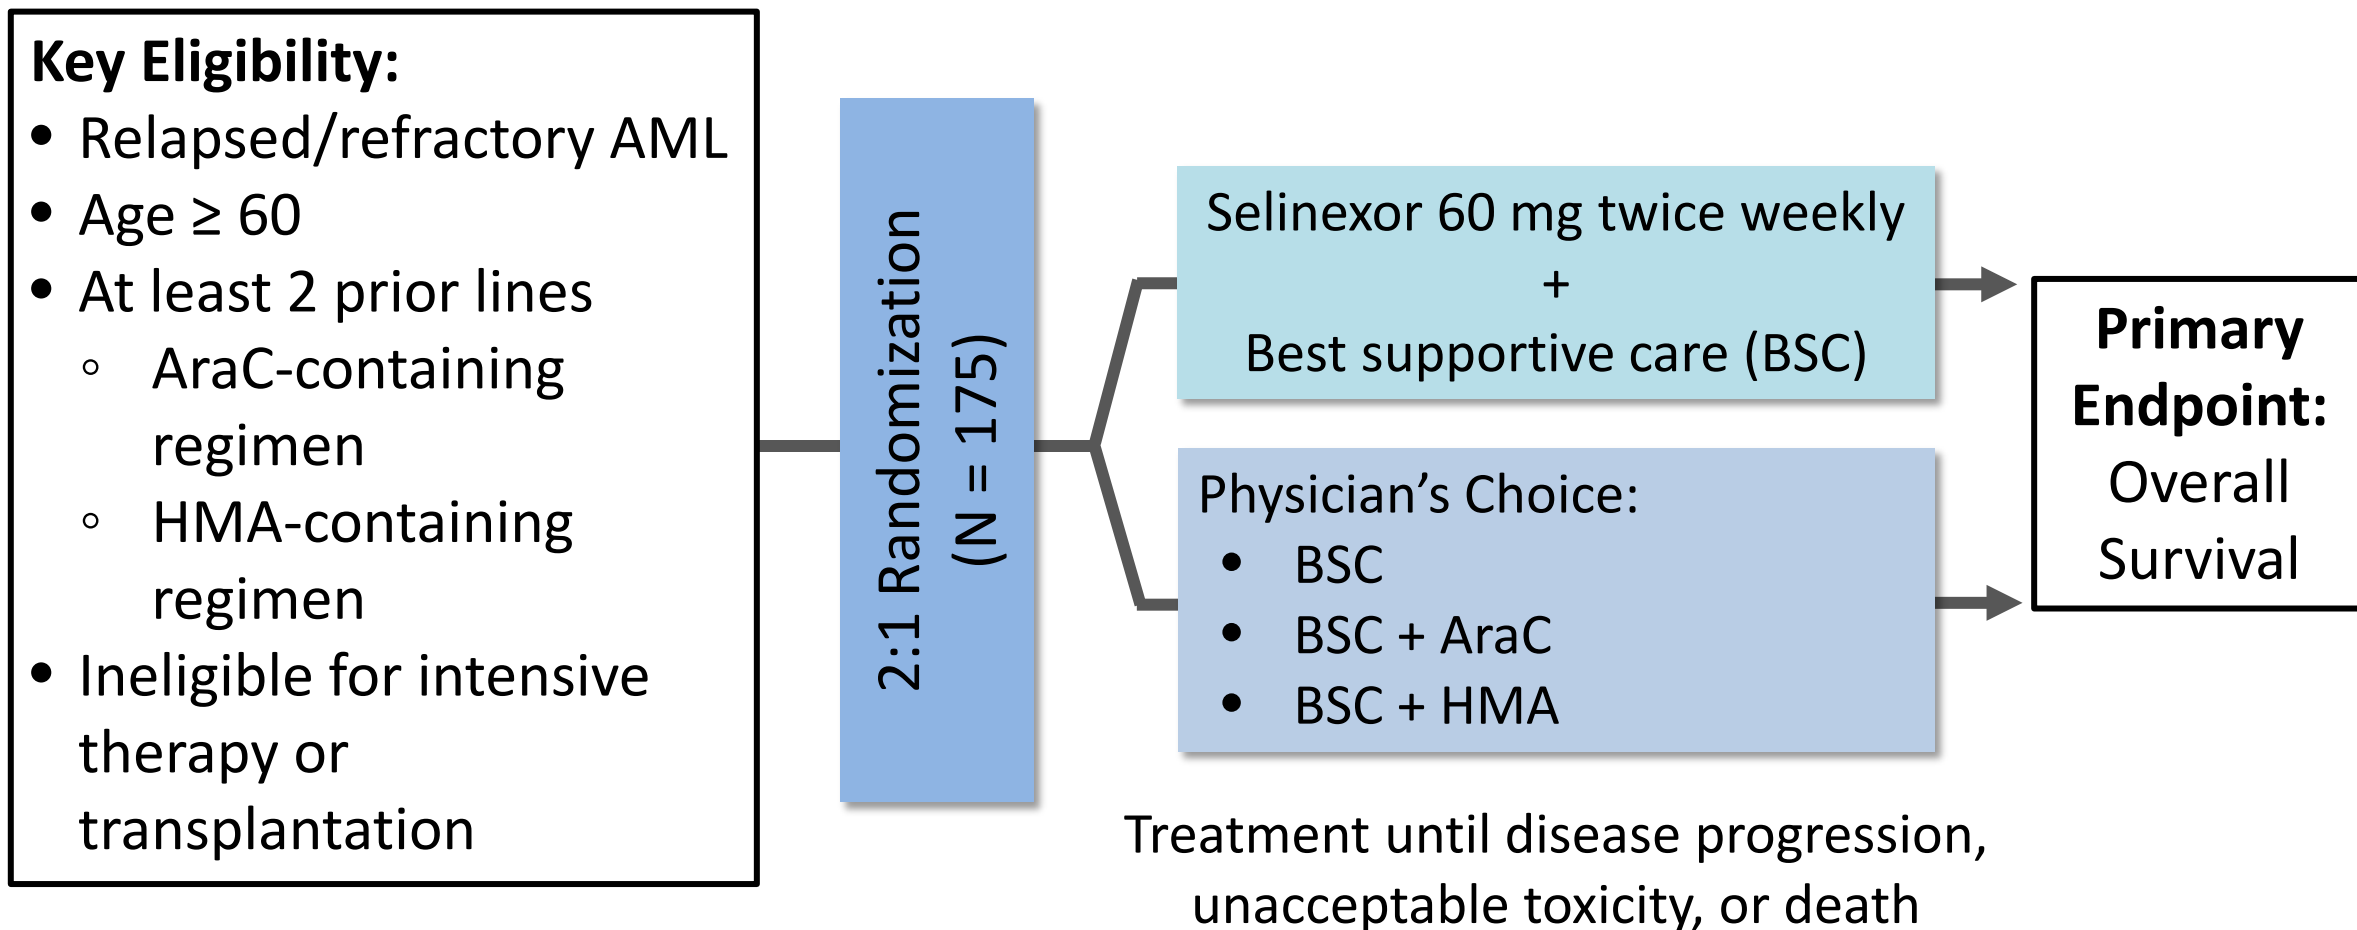 Key Eligibility:
• Relapsed/refractory AML
• Age ≥ 60
• At least 2 prior lines
◦ AraC-containing
regimen
◦ HMA-containing
regimen
• Ineligible for intensive
therapy or
transplantation
2:1 Randomization
(N = 175)
Selinexor 60 mg twice weekly
+
Best supportive care (BSC)
Physician’s Choice:
• BSC
• BSC + AraC
• BSC + HMA
Treatment until disease progression,
unacceptable toxicity, or death
Primary
Endpoint:
Overall
Survival